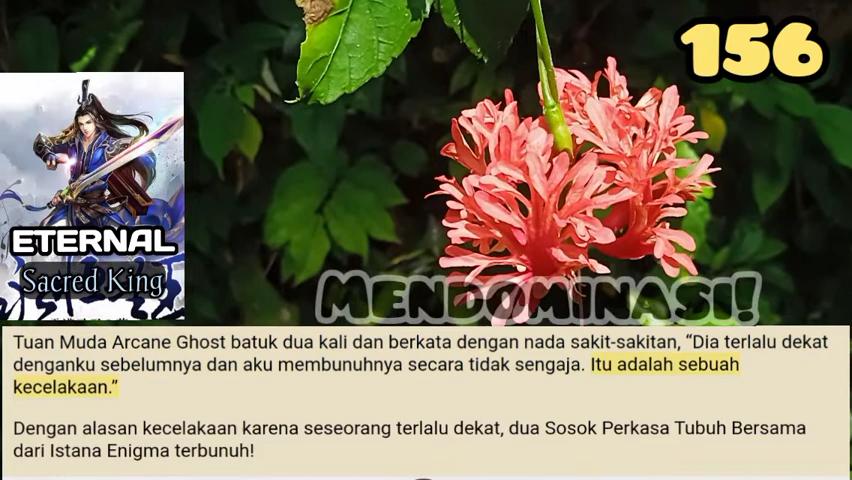 156
ETERNAL
Sacred King
MENDOMINASI!
Tuan Muda Arcane Ghost batuk dua kali dan berkata dengan nada sakit-sakitan, “Dia terlalu dekat
denganku sebelumnya dan aku membunuhnya secara tidak sengaja. Itu adalah sebuah
kecelakaan.”
Dengan alasan kecelakaan karena seseorang terlalu dekat, dua Sosok Perkasa Tubuh Bersama
dari Istana Enigma terbunuh!